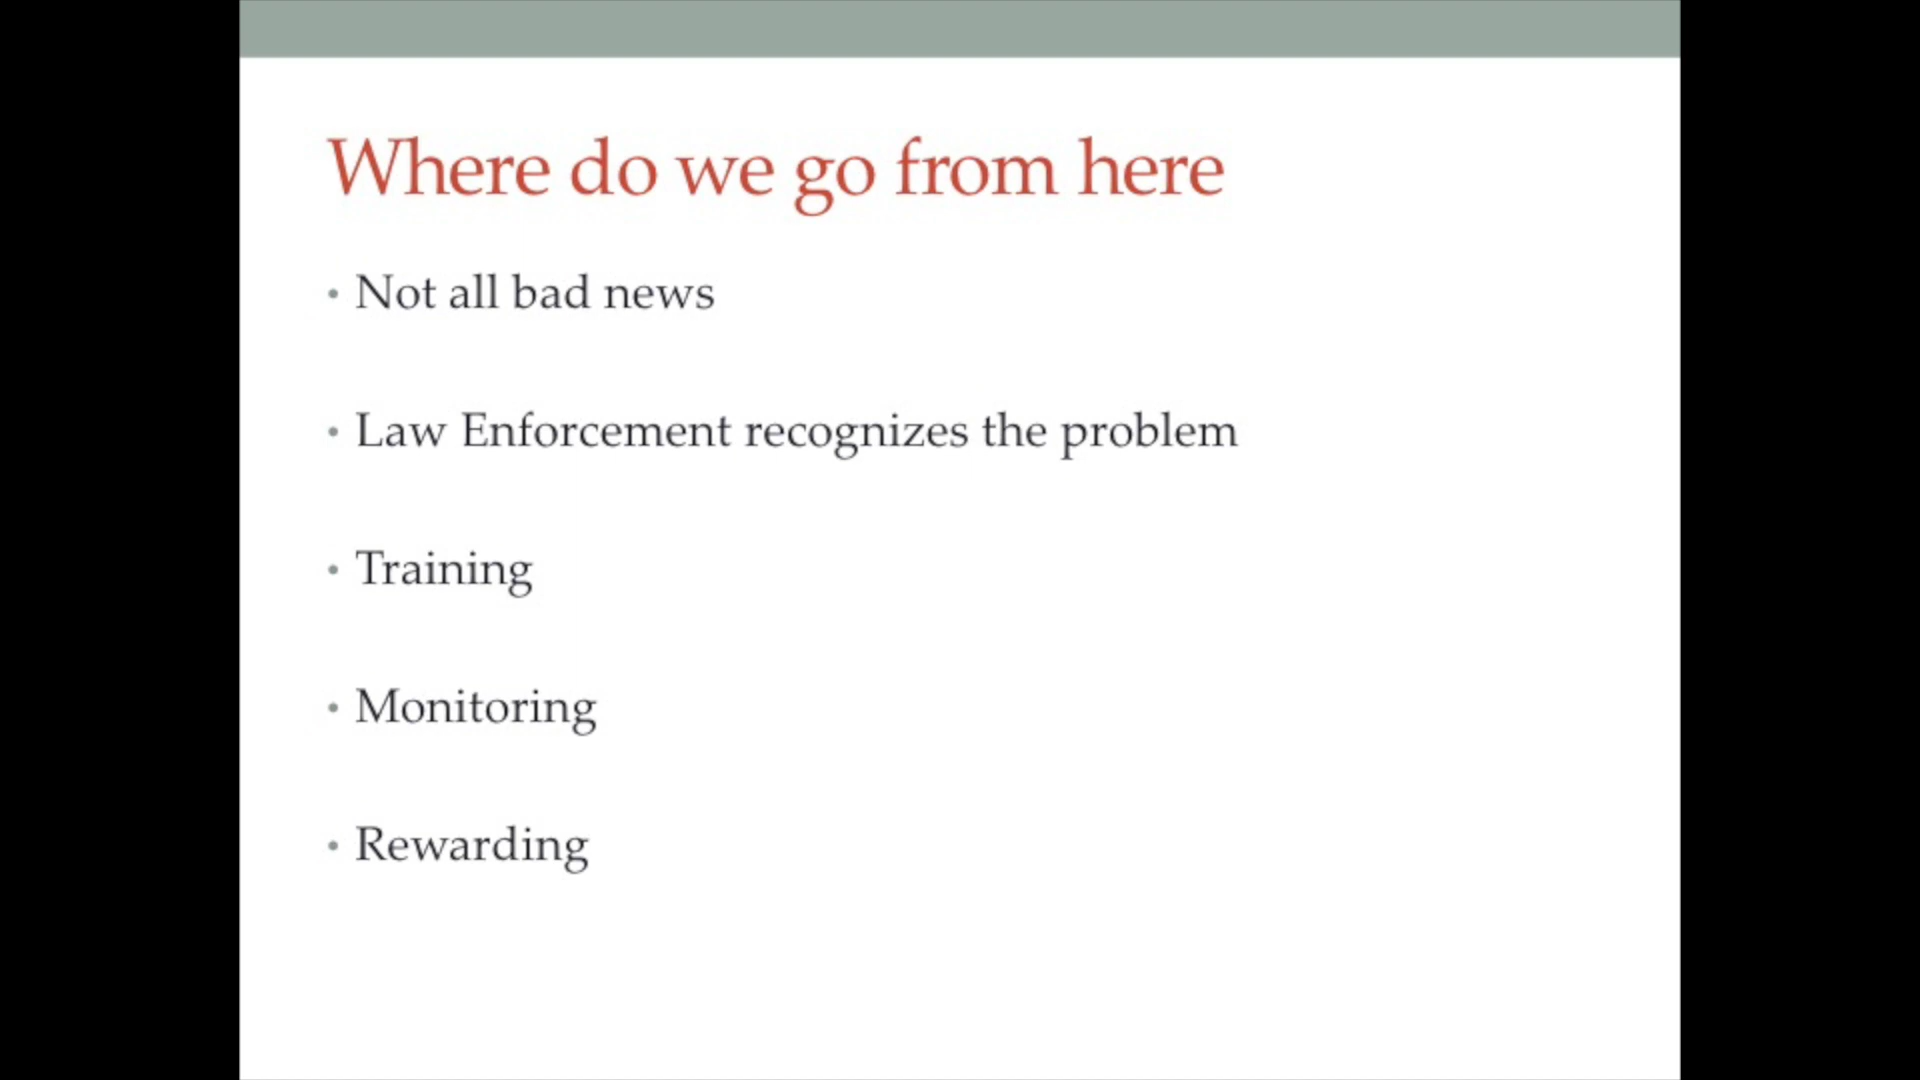 Where do we go from here
• Not all bad news
• Law Enforcement recognizes the problem
• Training
• Monitoring
• Rewarding